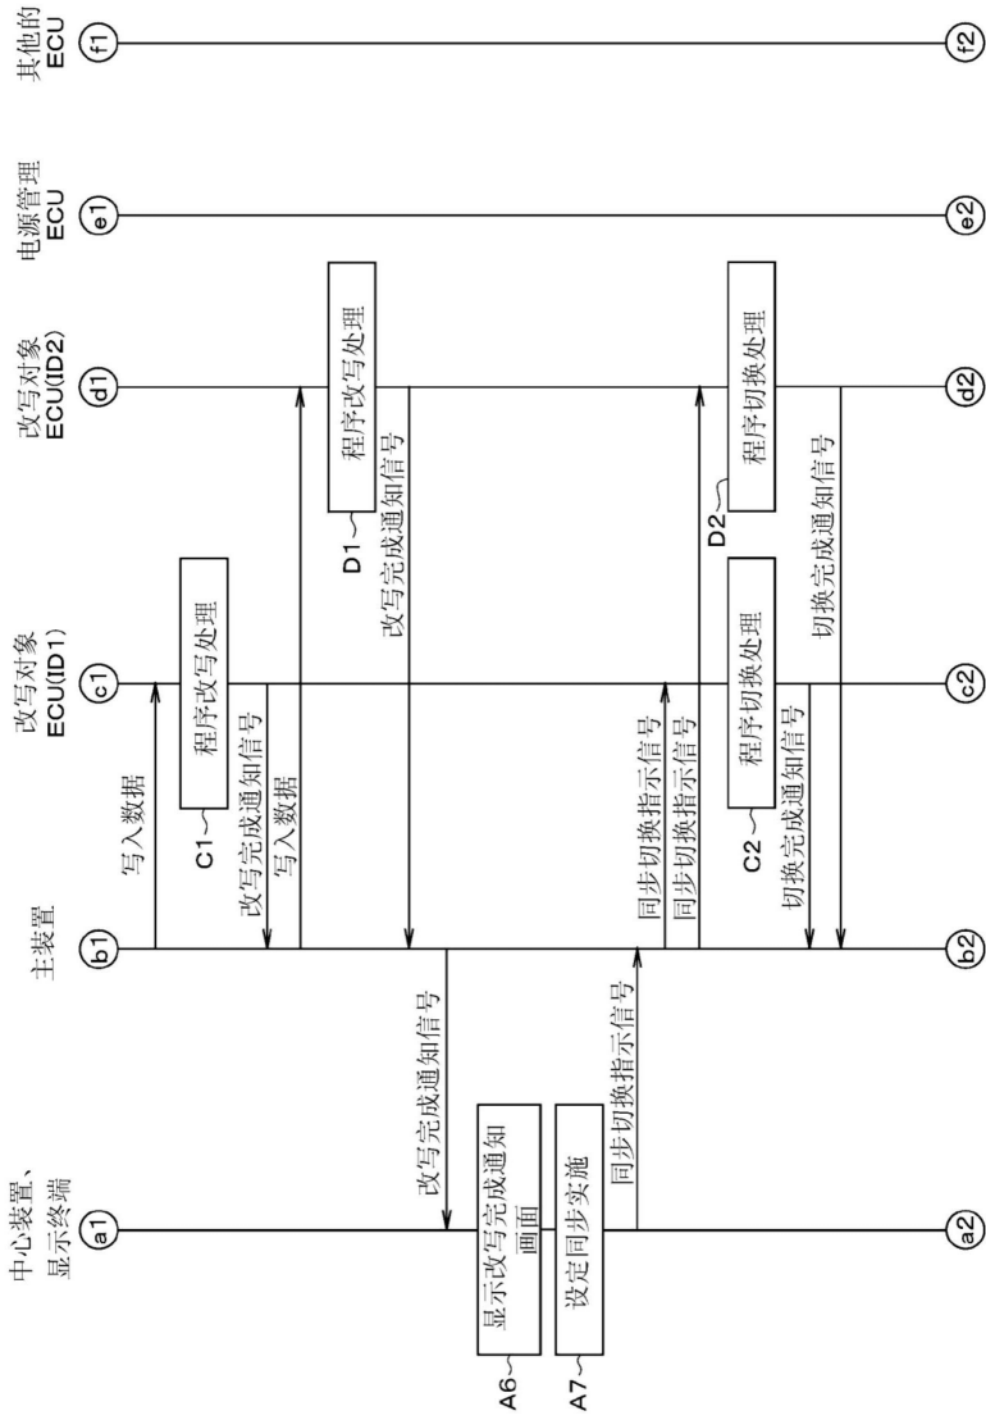 中心装置、
显示终端
主装置
改写对象
ECU(ID1)
改写对象
ECU(ID2)
电源管理
ECU
其他的
ECU
a1
b1
c1
d1
e1
f1
写入数据
C1
程序改写处理
改写完成通知信号
写入数据
D1
程序改写处理
改写完成通知信号
改写完成通知信号
A6
显示改写完成通知
画面
A7
设定同步实施
同步切换指示信号
同步切换指示信号
同步切换指示信号
C2
程序切换处理
D2
程序切换处理
切换完成通知信号
切换完成通知信号
a2
b2
c2
d2
e2
f2